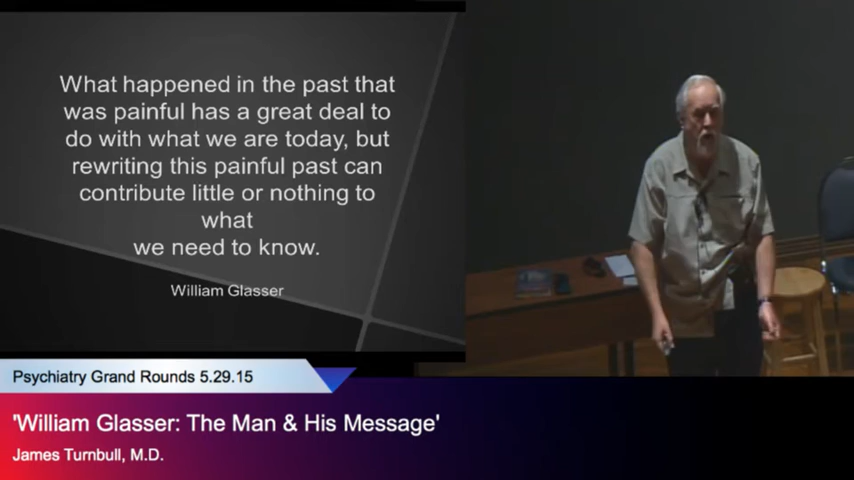 What happened in the past that
was painful has a great deal to
do with what we are today, but
rewriting this painful past can
contribute little or nothing to
what
we need to know.
William Glasser
Psychiatry Grand Rounds 5.29.15
'William Glasser: The Man & His Message'
James Turnbull, M.D.